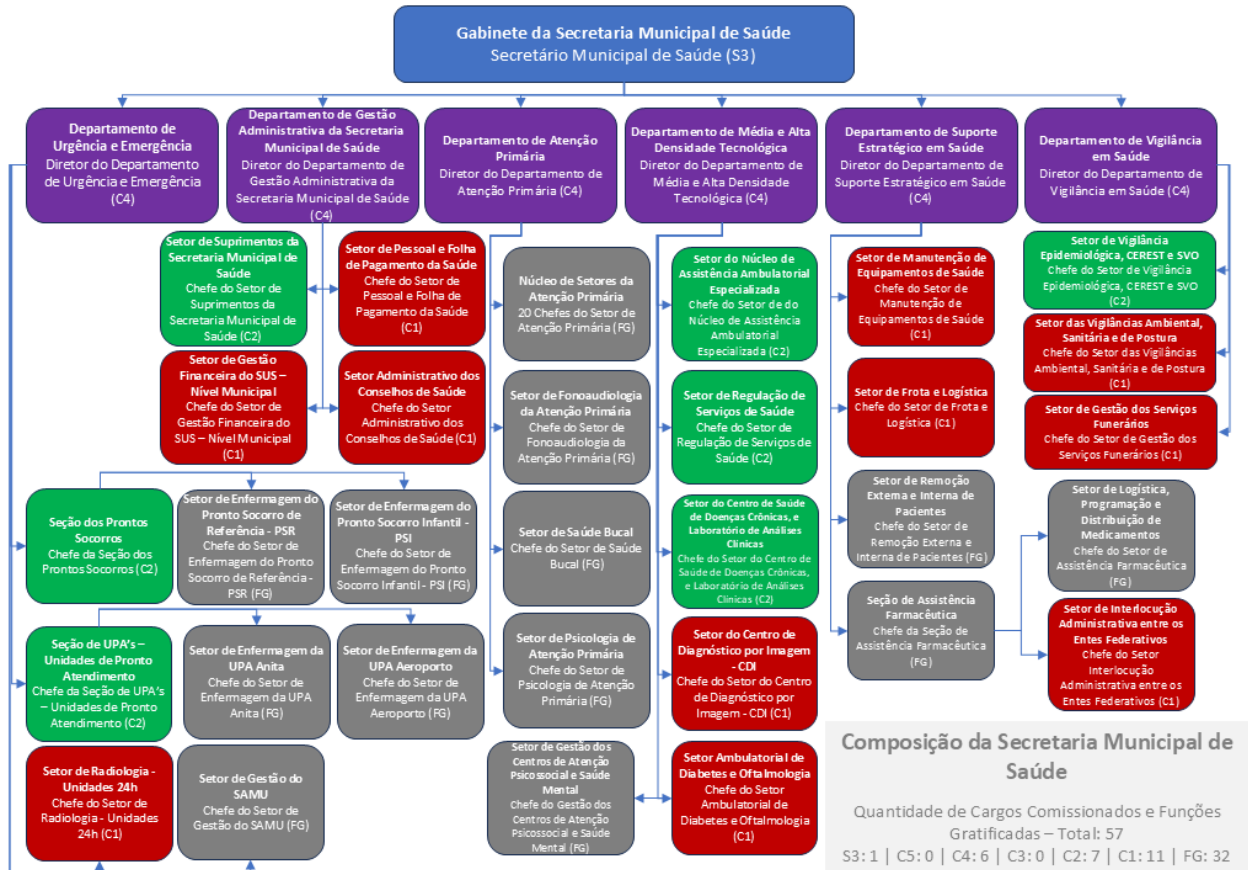 Gabinete da Secretaria Municipal de Saúde
Secretário Municipal de Saúde (S3)
Departamento de
Urgência e Emergência
Diretor do Departamento
de Urgência e Emergência
(C4)
Departamento de Gestão
Administrativa da Secretaria
Municipal de Saúde
Diretor do Departamento de
Gestão Administrativa da
Secretaria Municipal de Saúde
(C4)
Departamento de Atenção
Primária
Diretor do Departamento de
Atenção Primária (C4)
Departamento de Média e Alta
Densidade Tecnológica
Diretor do Departamento de
Média e Alta Densidade
Tecnológica (C4)
Departamento de Suporte
Estratégico em Saúde
Diretor do Departamento de
Suporte Estratégico em Saúde
(C4)
Departamento de Vigilância
em Saúde
Diretor do Departamento de
Vigilância em Saúde (C4)
Setor de Suprimentos da
Secretaria Municipal de
Saúde
Chefe do Setor de
Suprimentos da
Secretaria Municipal de
Saúde (C2)
Setor de Pessoal e Folha
de Pagamento da Saúde
Chefe do Setor de
Pessoal e Folha de
Pagamento da Saúde
(C1)
Setor de Gestão
Financeira do SUS –
Nível Municipal
Chefe do Setor de
Gestão Financeira do
SUS – Nível Municipal
(C1)
Setor Administrativo dos
Conselhos de Saúde
Chefe do Setor
Administrativo dos
Conselhos de Saúde (C1)
Seção dos Prontos
Socorros
Chefe da Seção dos
Prontos Socorros (C2)
Setor de Enfermagem do
Pronto Socorro de
Referência - PSR
Chefe do Setor de
Enfermagem do Pronto
Socorro de Referência -
PSR (FG)
Setor de Enfermagem do
Pronto Socorro Infantil -
PSI
Chefe do Setor de
Enfermagem do Pronto
Socorro Infantil - PSI (FG)
Seção de UPA's –
Unidades de Pronto
Atendimento
Chefe da Seção de UPA's
– Unidades de Pronto
Atendimento (C2)
Setor de Enfermagem da
UPA Anita
Chefe do Setor de
Enfermagem da UPA
Anita (FG)
Setor de Enfermagem da
UPA Aeroporto
Chefe do Setor de
Enfermagem da UPA
Aeroporto (FG)
Setor de Radiologia -
Unidades 24h
Chefe do Setor de
Radiologia - Unidades
24h (C1)
Setor de Gestão do
SAMU
Chefe do Setor de
Gestão do SAMU (FG)
Núcleo de Setores da
Atenção Primária
20 Chefes do Setor de
Atenção Primária (FG)
Setor de Fonoaudiologia
da Atenção Primária
Chefe do Setor de
Fonoaudiologia da
Atenção Primária (FG)
Setor de Saúde Bucal
Chefe do Setor de Saúde
Bucal (FG)
Setor de Psicologia de
Atenção Primária
Chefe do Setor de
Psicologia de Atenção
Primária (FG)
Setor de Gestão dos
Centros de Atenção
Psicossocial e Saúde
Mental
Chefe do Gestão dos
Centros de Atenção
Psicossocial e Saúde
Mental (FG)
Setor do Núcleo de
Assistência Ambulatorial
Especializada
Chefe do Setor de do
Núcleo de Assistência
Ambulatorial
Especializada (C2)
Setor de Regulação de
Serviços de Saúde
Chefe do Setor de
Regulação de Serviços de
Saúde (C2)
Setor do Centro de Saúde
de Doenças Crônicas, e
Laboratório de Análises
Clínicas
Chefe do Setor do Centro de
Saúde de Doenças Crônicas,
e Laboratório de Análises
Clínicas (C2)
Setor do Centro de
Diagnóstico por Imagem
- CDI
Chefe do Setor do Centro
de Diagnóstico por
Imagem - CDI (C1)
Setor Ambulatorial de
Diabetes e Oftalmologia
Chefe do Setor
Ambulatorial de
Diabetes e Oftalmologia
(C1)
Setor de Manutenção de
Equipamentos de Saúde
Chefe do Setor de
Manutenção de
Equipamentos de Saúde
(C1)
Setor de Frota e Logística
Chefe do Setor de Frota e
Logística (C1)
Setor de Remoção
Externa e Interna de
Pacientes
Chefe do Setor de
Remoção Externa e
Interna de Pacientes (FG)
Seção de Assistência
Farmacêutica
Chefe da Seção de
Assistência Farmacêutica
(FG)
Setor de Vigilância
Epidemiológica, CEREST e SVO
Chefe do Setor de Vigilância
Epidemiológica, CEREST e SVO
(C2)
Setor das Vigilâncias Ambiental,
Sanitária e de Postura
Chefe do Setor das Vigilâncias
Ambiental, Sanitária e de Postura
(C1)
Setor de Gestão dos Serviços
Funerários
Chefe do Setor de Gestão dos
Serviços Funerários (C1)
Setor de Logística,
Programação e
Distribuição de
Medicamentos
Chefe do Setor de
Assistência Farmacêutica
(FG)
Setor de Interlocução
Administrativa entre os
Entes Federativos
Chefe do Setor
Interlocução
Administrativa entre os
Entes Federativos (C1)
Composição da Secretaria Municipal de
Saúde
Quantidade de Cargos Comissionados e Funções
Gratificadas – Total: 57
S3: 1 | C5: 0 | C4: 6 | C3: 0 | C2: 7 | C1: 11 | FG: 32